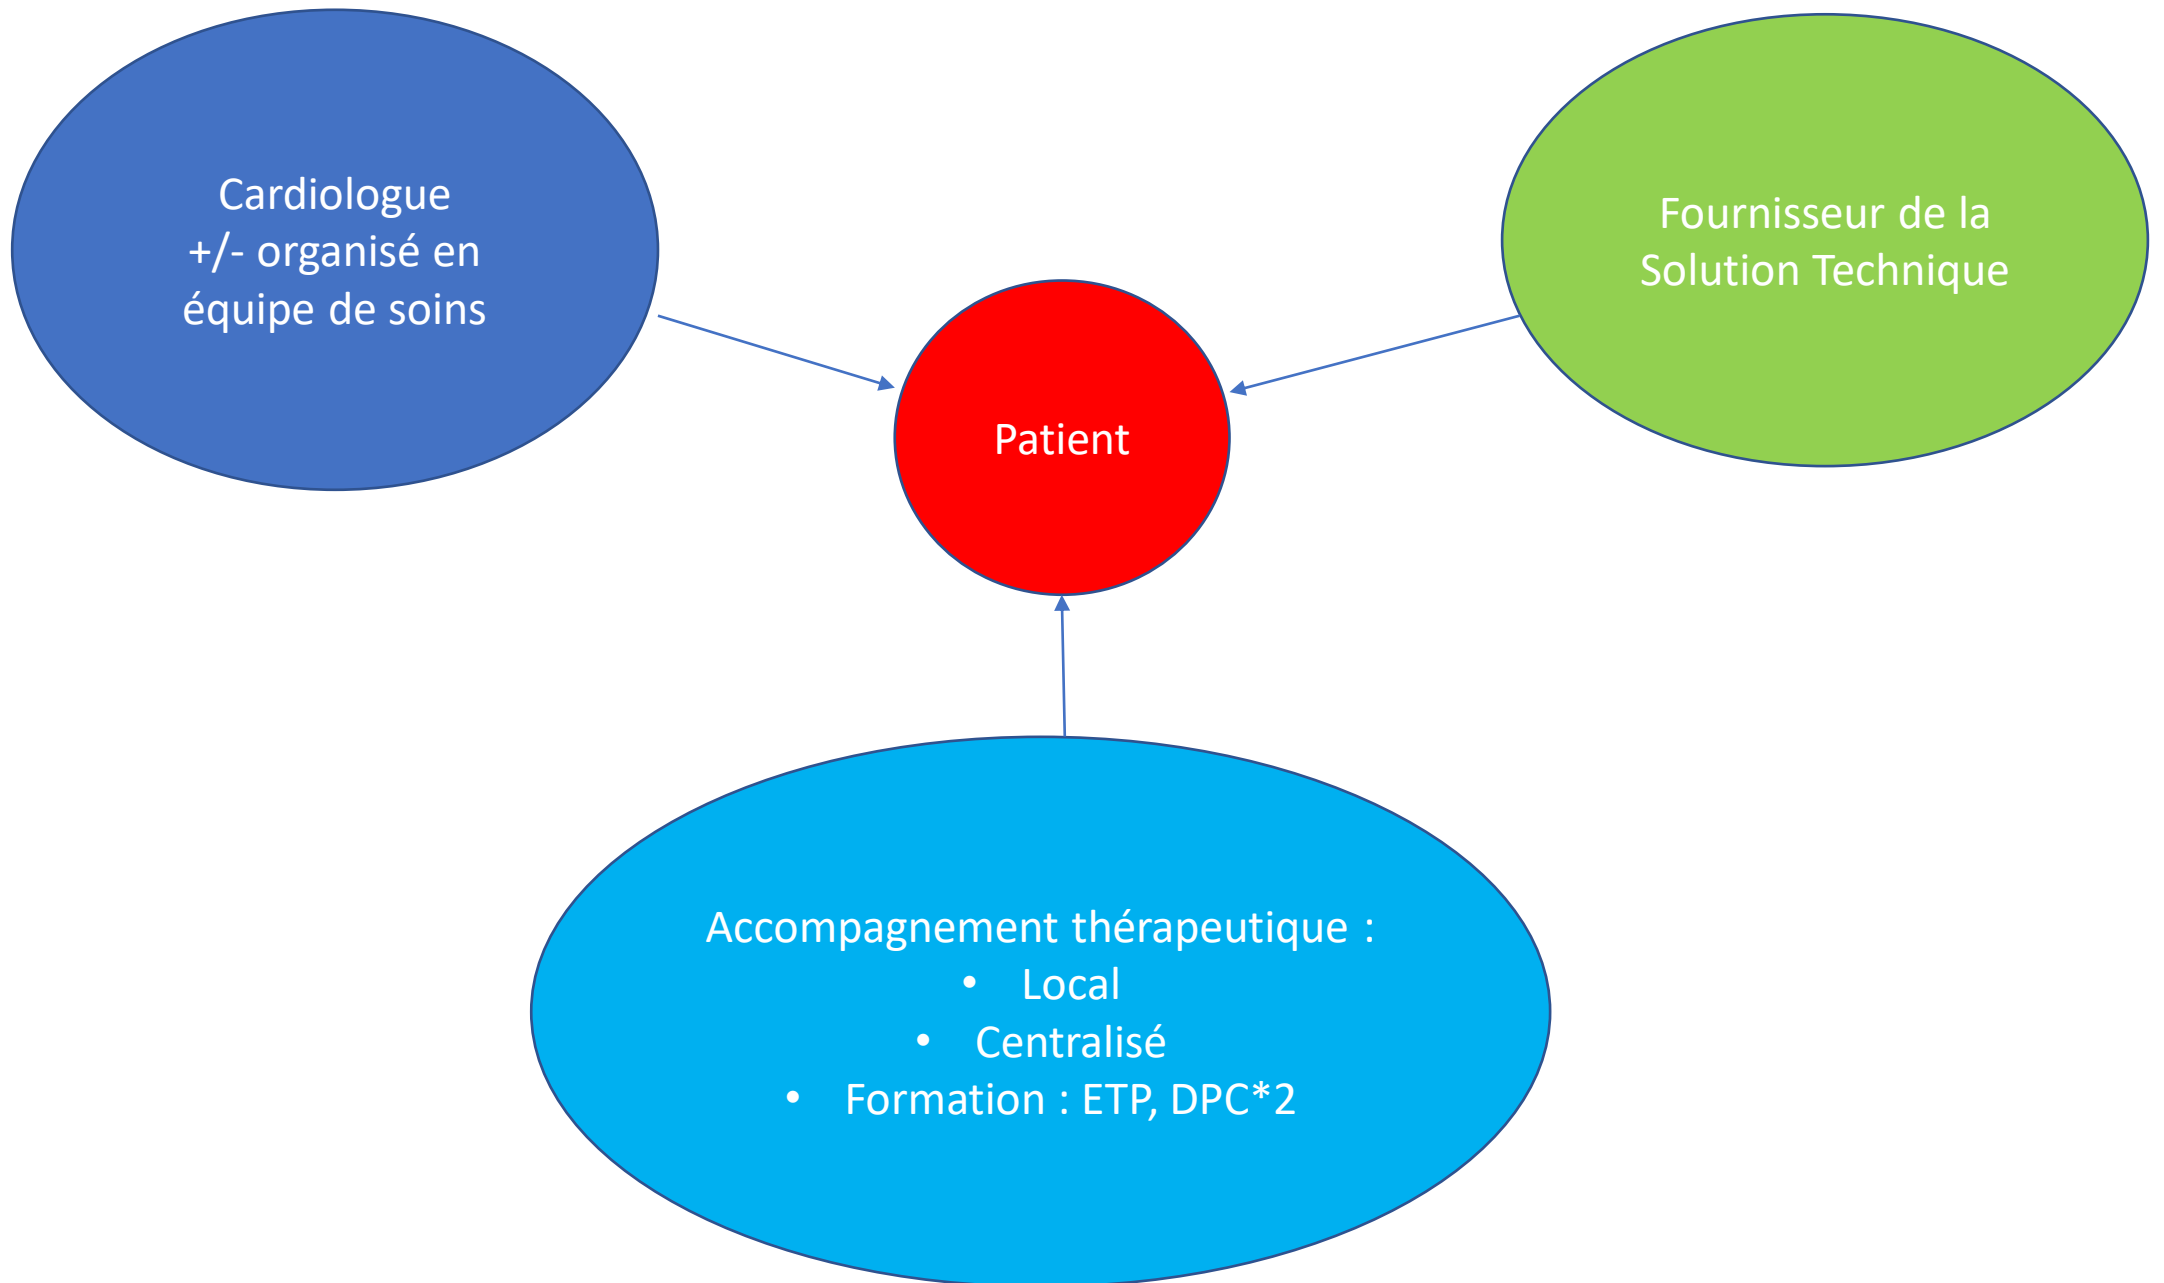 Cardiologue
+/- organisé en
équipe de soins
Fournisseur de la
Solution Technique
Patient
Accompagnement thérapeutique :
• Local
• Centralisé
• Formation : ETP, DPC*2